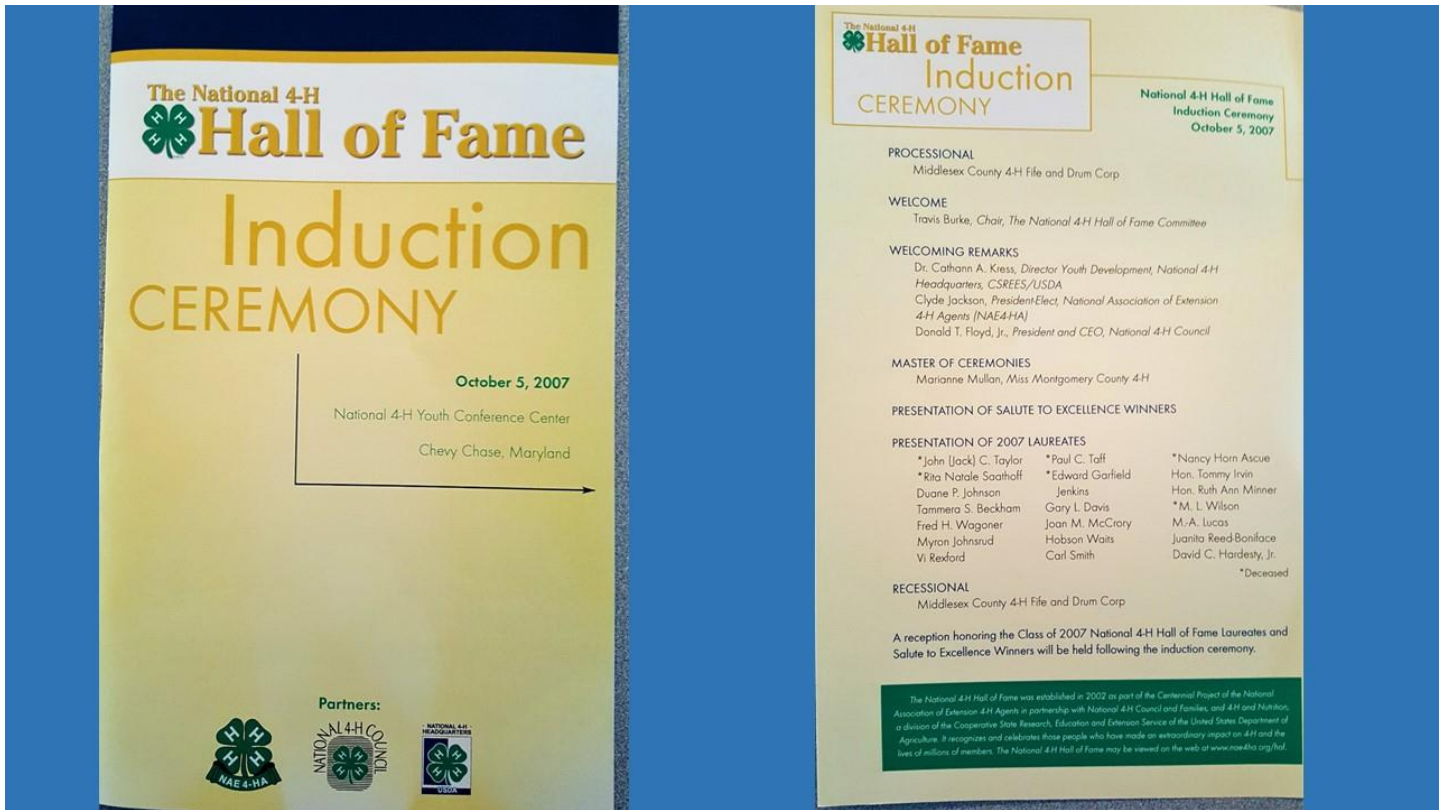 The National 4-H
Hall of Fame
Induction
CEREMONY
October 5, 2007
National 4-H Youth Conference Center
Chevy Chase, Maryland
Partners:
NAE 4-HA
NATIONAL 4-H COUNCIL
NATIONAL 4-H
HEADQUARTERS
USDA
The National 4-H
Hall of Fame
Induction
CEREMONY
National 4-H Hall of Fame
Induction Ceremony
October 5, 2007
PROCESSIONAL
Middlesex County 4-H Fife and Drum Corp
WELCOME
Travis Burke, Chair, The National 4-H Hall of Fame Committee
WELCOMING REMARKS
Dr. Cathann A. Kress, Director Youth Development, National 4-H
Headquarters, CSREES/USDA
Clyde Jackson, President-Elect, National Association of Extension
4-H Agents (NAE4-HA)
Donald T. Floyd, Jr., President and CEO, National 4-H Council
MASTER OF CEREMONIES
Marianne Mullan, Miss Montgomery County 4-H
PRESENTATION OF SALUTE TO EXCELLENCE WINNERS
PRESENTATION OF 2007 LAUREATES
*John (Jack) C. Taylor
*Rita Natale Saathoff
Duane P. Johnson
Tammera S. Beckham
Fred H. Wagoner
Myron Johnsrud
Vi Rexford
*Paul C. Taff
*Edward Garfield
Jenkins
Gary L. Davis
Joan M. McCrory
Hobson Waits
Carl Smith
*Nancy Horn Ascue
Hon. Tommy Irvin
Hon. Ruth Ann Minner
*M. L. Wilson
M.-A. Lucas
Juanita Reed-Boniface
David C. Hardesty, Jr.
*Deceased
RECESSIONAL
Middlesex County 4-H Fife and Drum Corp
A reception honoring the Class of 2007 National 4-H Hall of Fame Laureates and
Salute to Excellence Winners will be held following the induction ceremony.
The National 4-H Hall of Fame was established in 2002 as part of the Centennial Project of the National
Association of Extension 4-H Agents in partnership with National 4-H Council and Families, and 4-H and Nutrition,
a division of the Cooperative State Research, Education and Extension Service of the United States Department of
Agriculture. It recognizes and celebrates those people who have made an extraordinary impact on 4-H and the
lives of millions of members. The National 4-H Hall of Fame may be viewed on the web at www.nae4ha.org/hof.